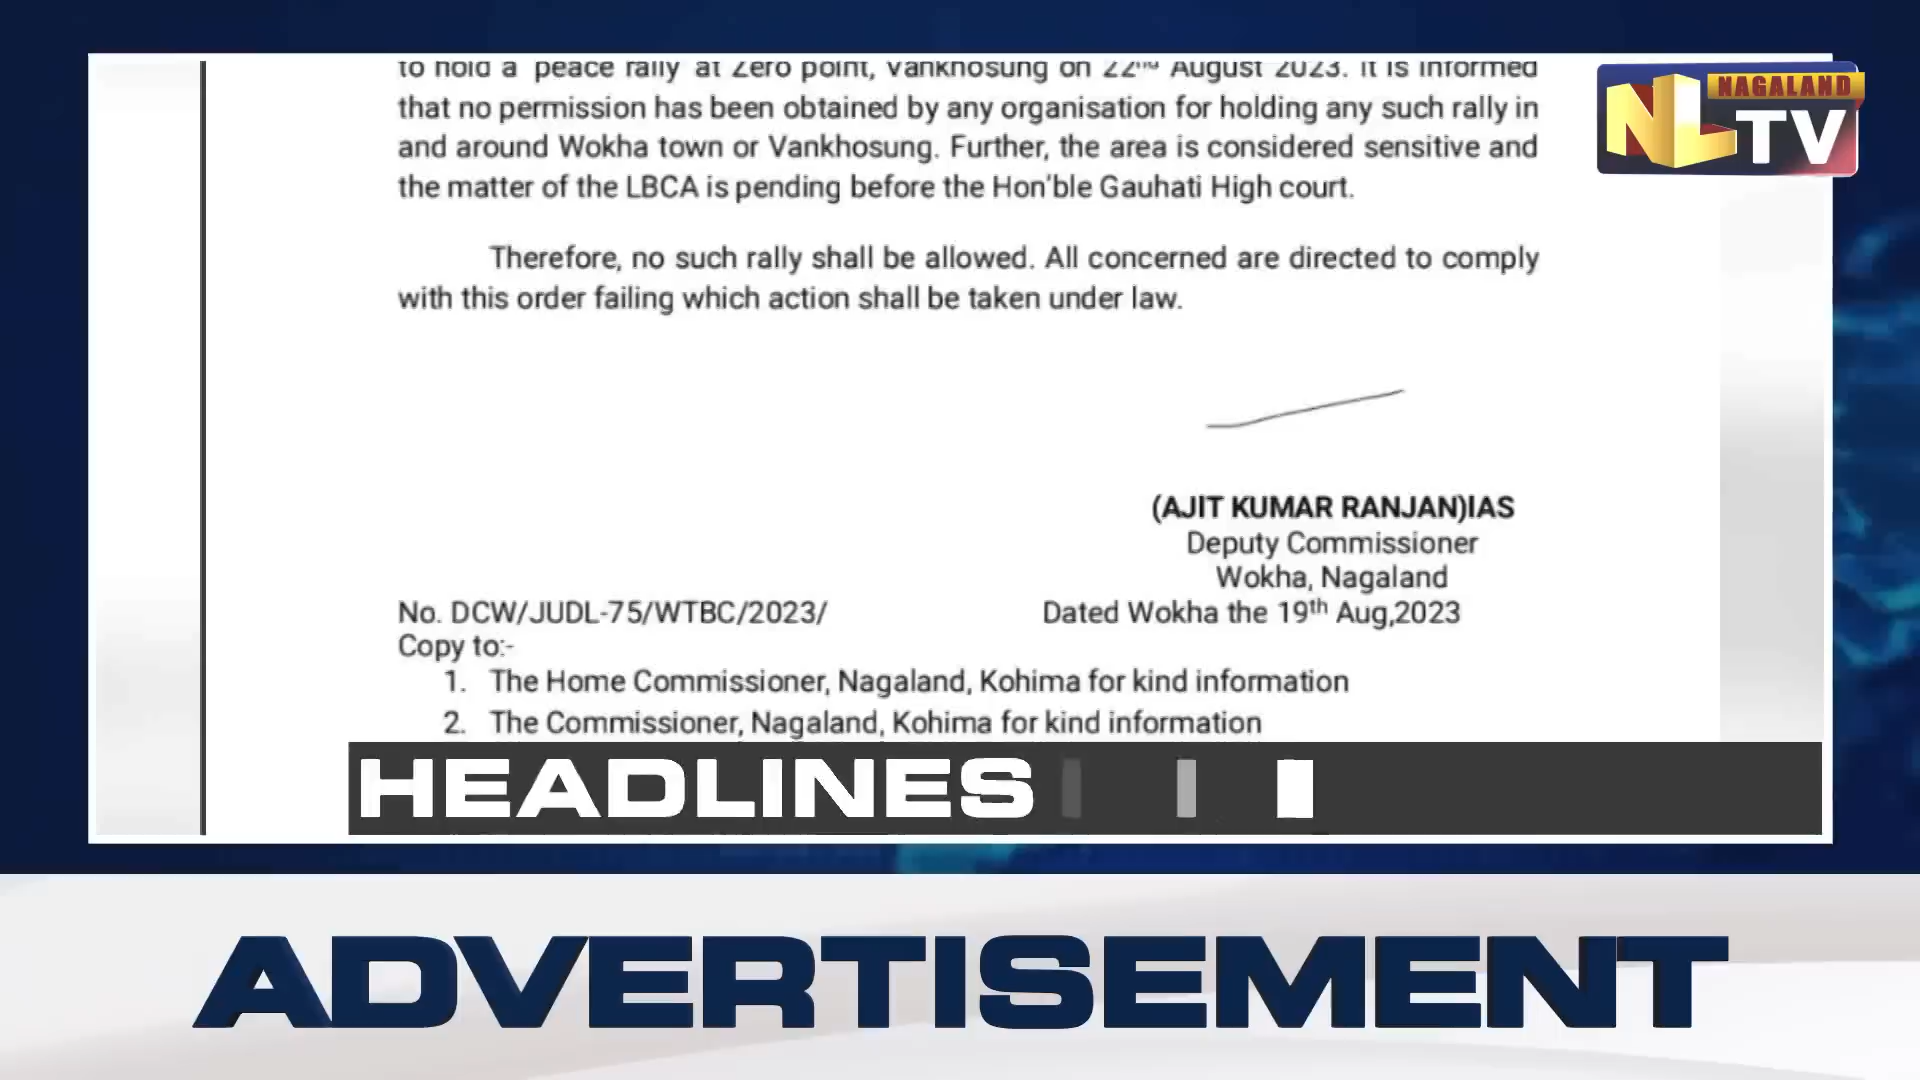 to hold a peace rally at Zero point, Vankhosung on 22nd August 2023. It is informed
that no permission has been obtained by any organisation for holding any such rally in
and around Wokha town or Vankhosung. Further, the area is considered sensitive and
the matter of the LBCA is pending before the Hon'ble Gauhati High court.
Therefore, no such rally shall be allowed. All concerned are directed to comply
with this order failing which action shall be taken under law.
(AJIT KUMAR RANJAN)IAS
Deputy Commissioner
Wokha, Nagaland
No. DCW/JUDL-75/WTBC/2023/ Dated Wokha the 19th Aug,2023
Copy to:-
1. The Home Commissioner, Nagaland, Kohima for kind information
2. The Commissioner, Nagaland, Kohima for kind information
NAGALAND
NLTV
HEADLINES
ADVERTISEMENT